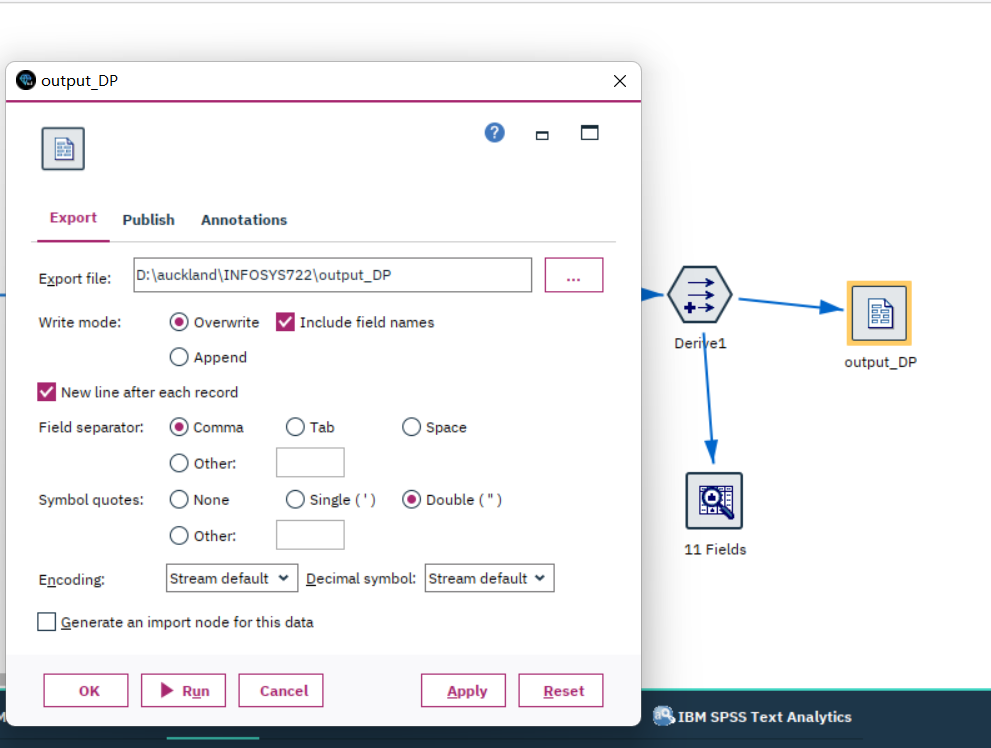 output_DP
Export Publish Annotations
Export file: D:\auckland\INFOSYS722\output_DP ...
Write mode: Overwrite Include field names
Append
New line after each record
Field separator: Comma Tab Space
Other:
Symbol quotes: None Single ( ' ) Double ( " )
Other:
Encoding: Stream default Decimal symbol: Stream default
Generate an import node for this data
OK Run Cancel Apply Reset
Derive1
output_DP
11 Fields
IBM SPSS Text Analytics